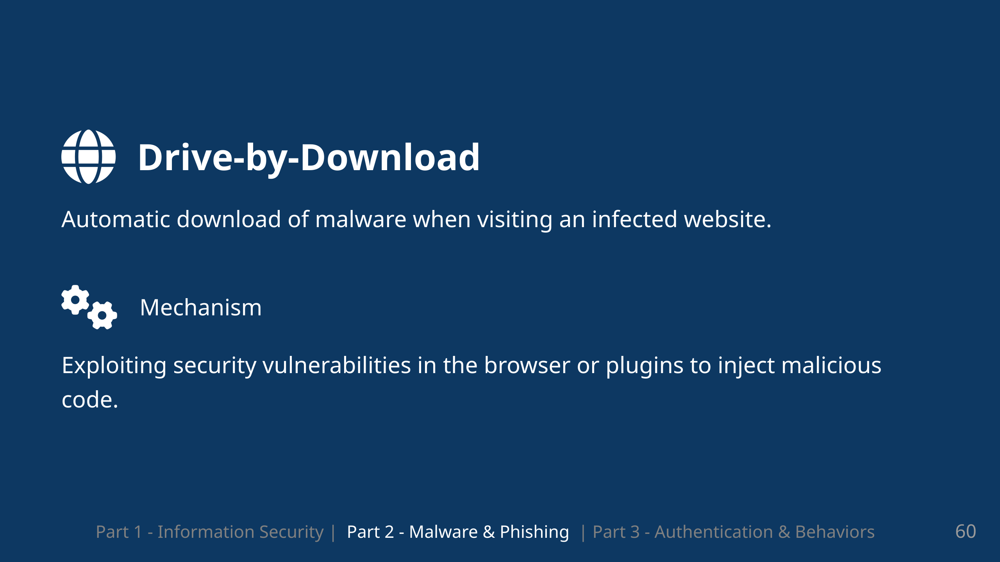 Drive-by-Download
Automatic download of malware when visiting an infected website.
Mechanism
Exploiting security vulnerabilities in the browser or plugins to inject malicious
code.
Part 1 - Information Security | Part 2 - Malware & Phishing | Part 3 - Authentication & Behaviors 60